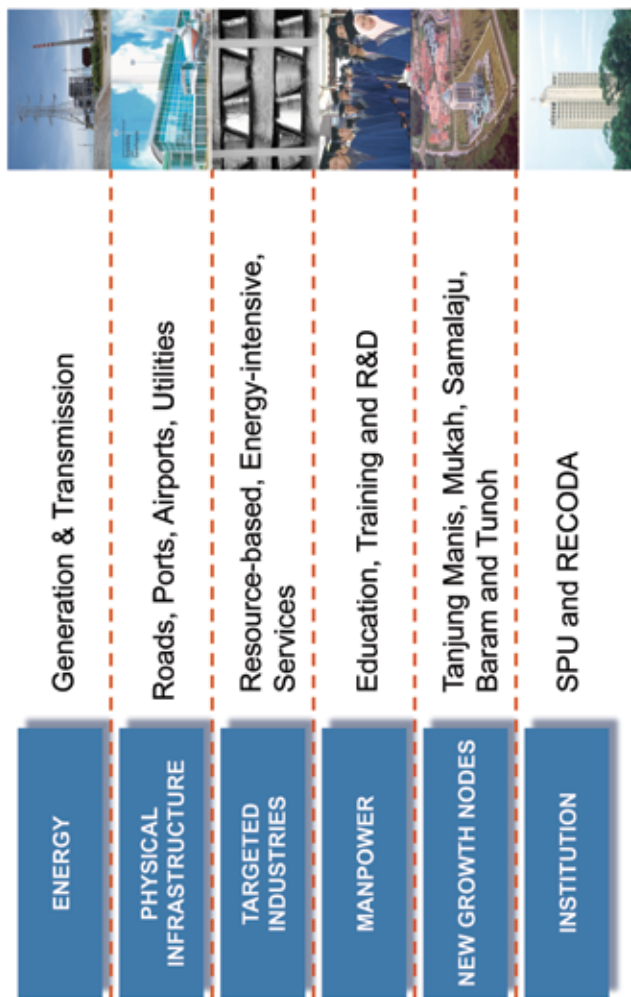 ENERGY
Generation & Transmission
PHYSICAL
INFRASTRUCTURE
Roads, Ports, Airports, Utilities
TARGETED
INDUSTRIES
Resource-based, Energy-intensive,
Services
MANPOWER
Education, Training and R&D
NEW GROWTH NODES
Tanjung Manis, Mukah, Samalaju,
Baram and Tunoh
INSTITUTION
SPU and RECODA